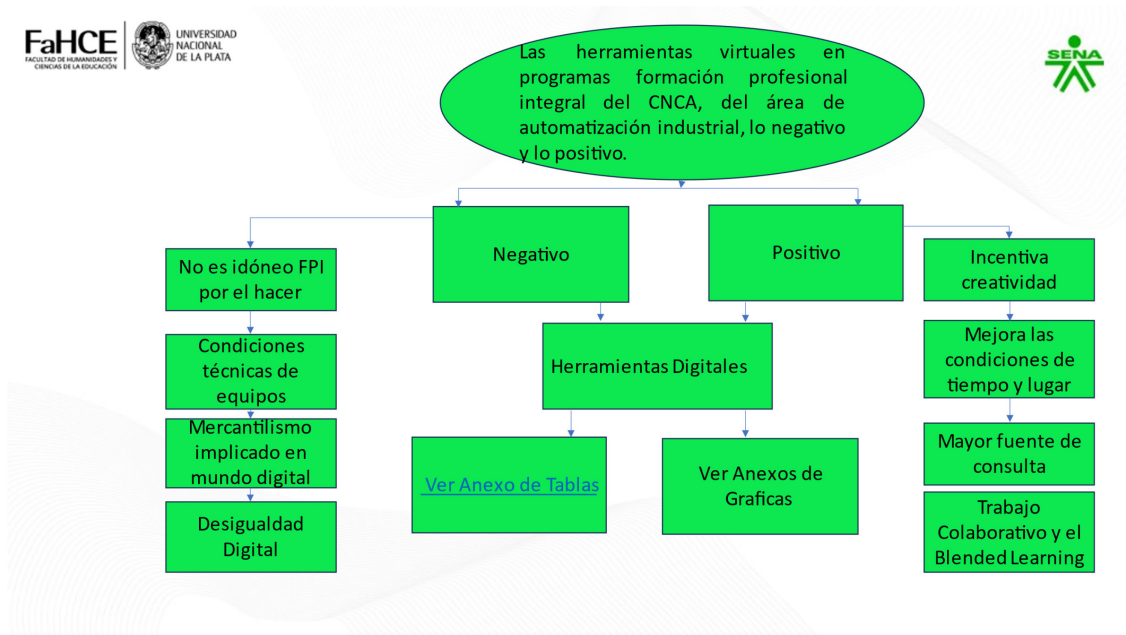 FaHCE
FACULTAD DE HUMANIDADES Y
CIENCIAS DE LA EDUCACIÓN
UNIVERSIDAD
NACIONAL
DE LA PLATA
SENA
Las herramientas virtuales en
programas formación profesional
integral del CNCA, del área de
automatización industrial, lo negativo
y lo positivo.
Negativo
Positivo
No es idóneo FPI
por el hacer
Condiciones
técnicas de
equipos
Mercantilismo
implicado en
mundo digital
Desigualdad
Digital
Herramientas Digitales
Ver Anexo de Tablas
Ver Anexos de
Graficas
Incentiva
creatividad
Mejora las
condiciones de
tiempo y lugar
Mayor fuente de
consulta
Trabajo
Colaborativo y el
Blended Learning